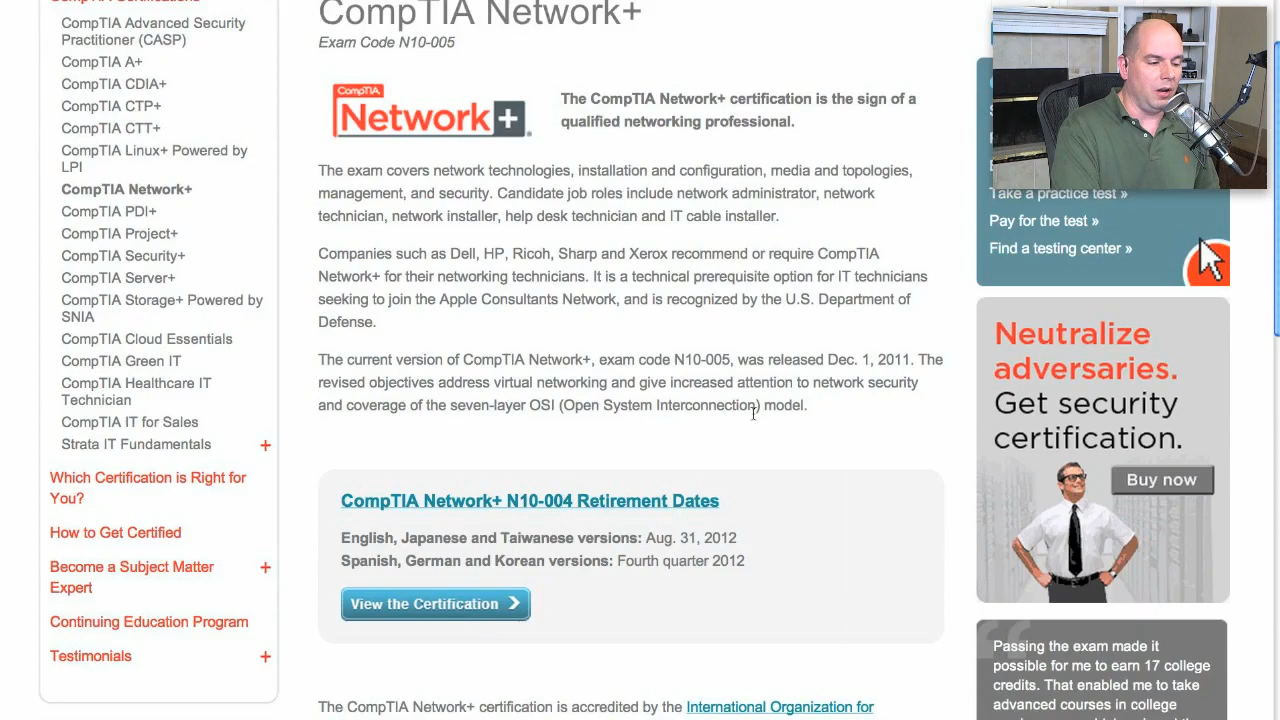 CompTIA Advanced Security
Practitioner (CASP)
CompTIA A+
CompTIA CDIA+
CompTIA CTP+
CompTIA CTT+
CompTIA Linux+ Powered by
LPI
CompTIA Network+
CompTIA PDI+
CompTIA Project+
CompTIA Security+
CompTIA Server+
CompTIA Storage+ Powered by
SNIA
CompTIA Cloud Essentials
CompTIA Green IT
CompTIA Healthcare IT
Technician
CompTIA IT for Sales
Strata IT Fundamentals +
Which Certification is Right for
You?
How to Get Certified
Become a Subject Matter +
Expert
Continuing Education Program
Testimonials +
CompTIA Network+
Exam Code N10-005
CompTIA
Network+
The CompTIA Network+ certification is the sign of a
qualified networking professional.
The exam covers network technologies, installation and configuration, media and topologies,
management, and security. Candidate job roles include network administrator, network
technician, network installer, help desk technician and IT cable installer.
Companies such as Dell, HP, Ricoh, Sharp and Xerox recommend or require CompTIA
Network+ for their networking technicians. It is a technical prerequisite option for IT technicians
seeking to join the Apple Consultants Network, and is recognized by the U.S. Department of
Defense.
The current version of CompTIA Network+, exam code N10-005, was released Dec. 1, 2011. The
revised objectives address virtual networking and give increased attention to network security
and coverage of the seven-layer OSI (Open System Interconnection) model.
CompTIA Network+ N10-004 Retirement Dates
English, Japanese and Taiwanese versions: Aug. 31, 2012
Spanish, German and Korean versions: Fourth quarter 2012
View the Certification
The CompTIA Network+ certification is accredited by the International Organization for
Take a practice test »
Pay for the test »
Find a testing center »
Neutralize
adversaries.
Get security
certification.
Buy now
Passing the exam made it
possible for me to earn 17 college
credits. That enabled me to take
advanced courses in college